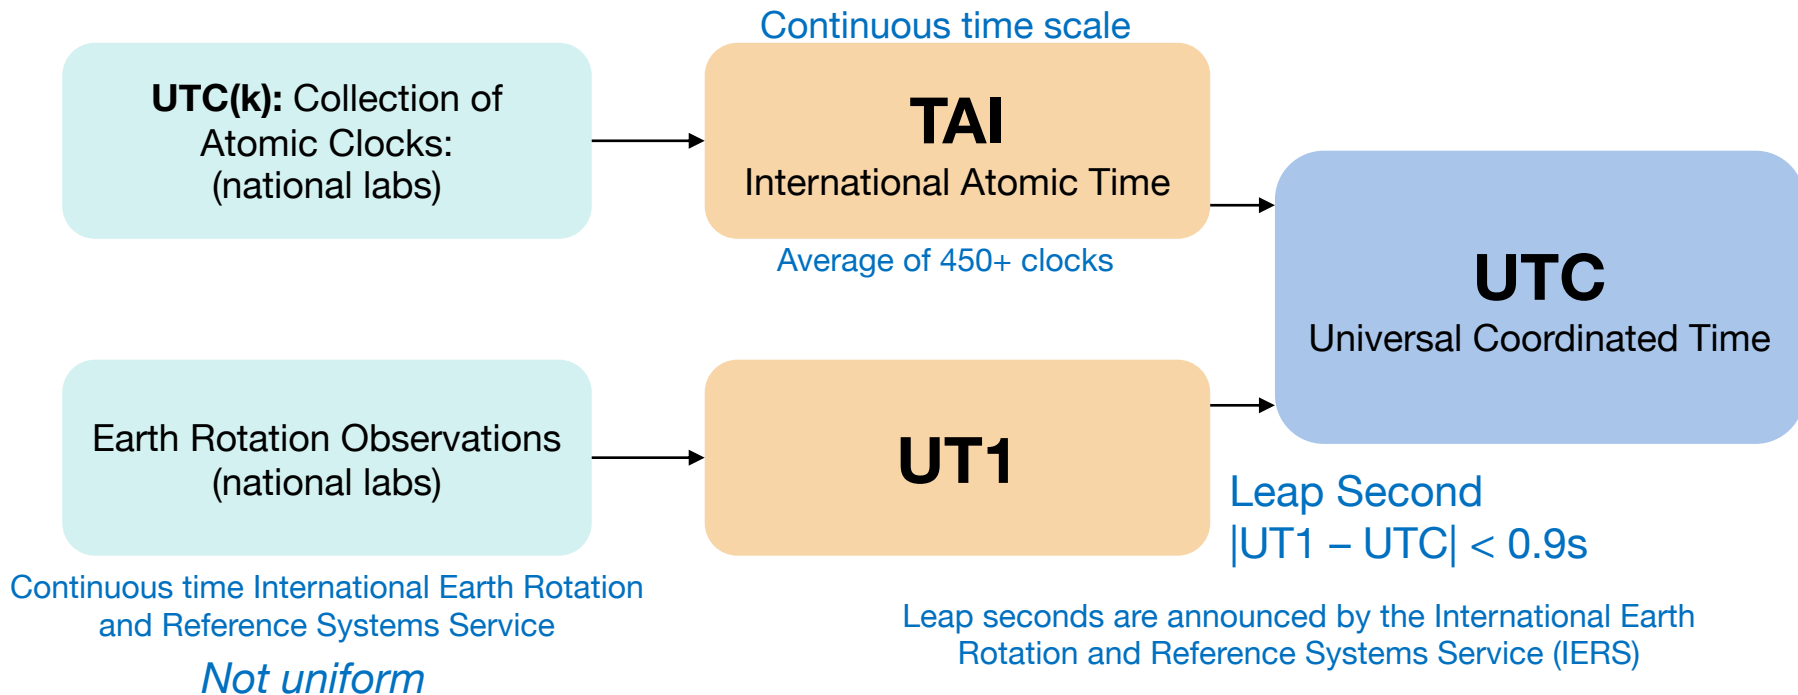 Continuous time scale
UTC(k): Collection of
Atomic Clocks:
(national labs)
TAI
International Atomic Time
Average of 450+ clocks
UTC
Universal Coordinated Time
Earth Rotation Observations
(national labs)
UT1
Leap Second
|UT1 – UTC| < 0.9s
Continuous time International Earth Rotation
and Reference Systems Service
Not uniform
Leap seconds are announced by the International Earth
Rotation and Reference Systems Service (IERS)